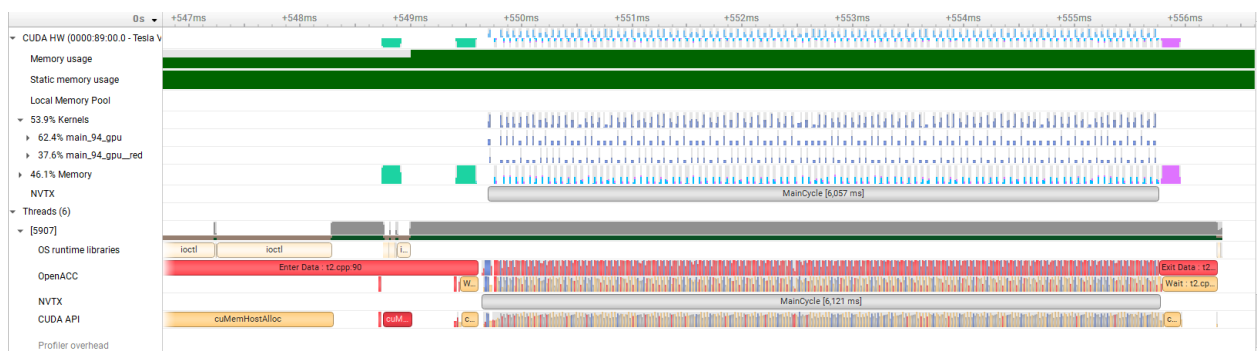 0s +547ms +548ms +549ms +550ms +551ms +552ms +553ms +554ms +555ms +556ms
CUDA HW (0000:89:00.0 - Tesla V
Memory usage
Static memory usage
Local Memory Pool
53.9% Kernels
62.4% main_94_gpu
37.6% main_94_gpu__red
46.1% Memory
NVTX MainCycle [6,057 ms]
Threads (6)
[5907]
OS runtime libraries ioctl ioctl i...
OpenACC Enter Data : t2.cpp:90 Exit Data : t2...
W... Wait : t2.cp...
NVTX MainCycle [6,121 ms]
CUDA API cuMemHostAlloc cuM... c... c...
Profiler overhead